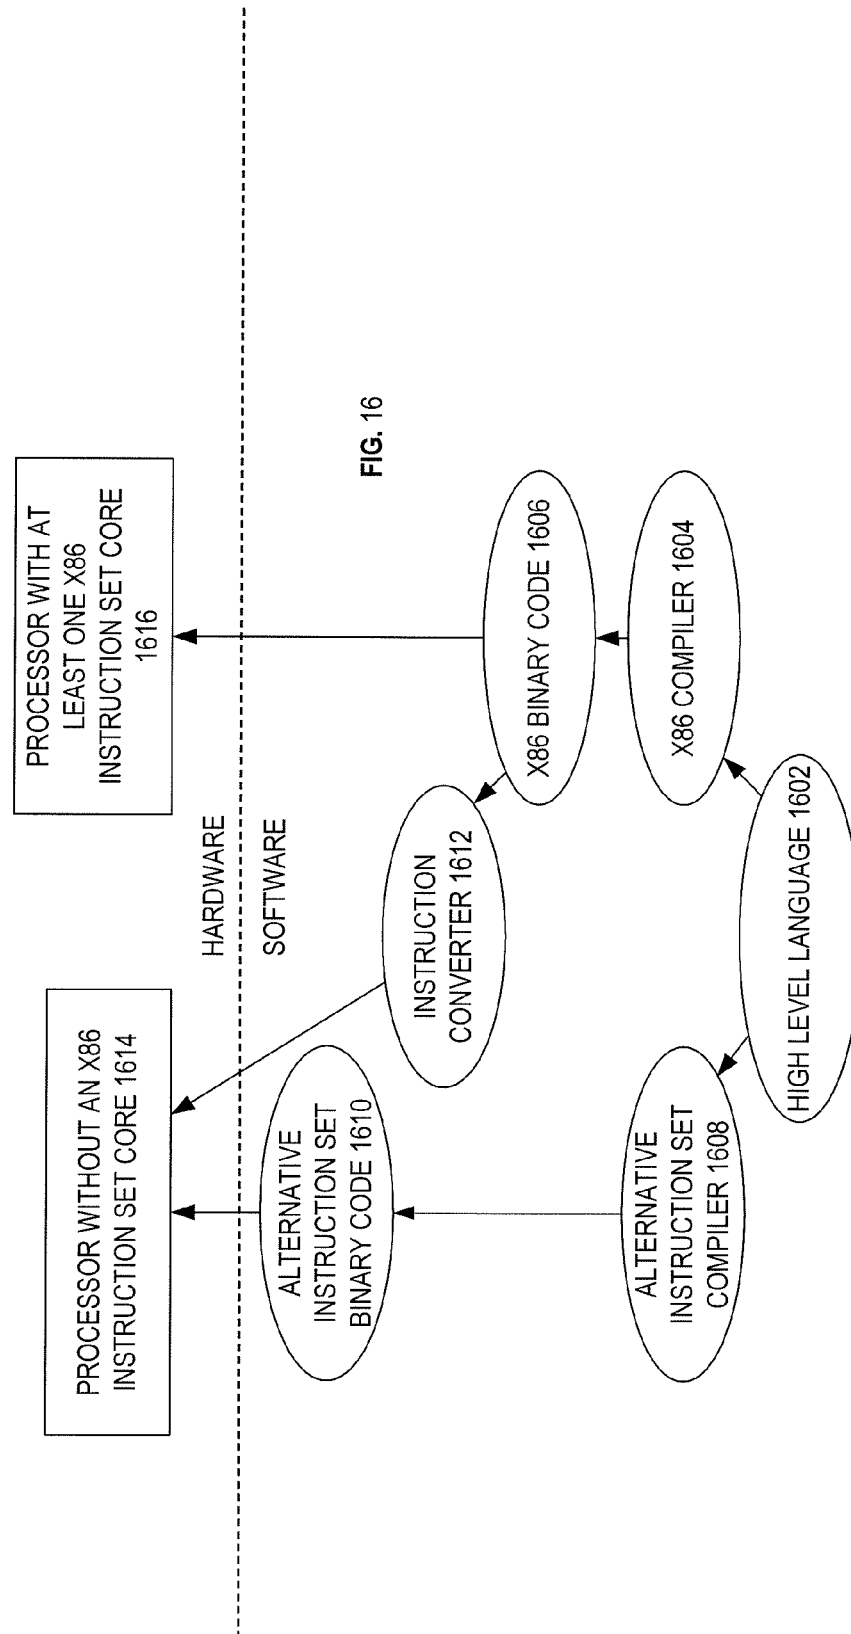 PROCESSOR WITHOUT AN X86
INSTRUCTION SET CORE 1614
PROCESSOR WITH AT
LEAST ONE X86
INSTRUCTION SET CORE
1616
HARDWARE
SOFTWARE
ALTERNATIVE
INSTRUCTION SET
BINARY CODE 1610
INSTRUCTION
CONVERTER 1612
FIG. 16
X86 BINARY CODE 1606
ALTERNATIVE
INSTRUCTION SET
COMPILER 1608
X86 COMPILER 1604
HIGH LEVEL LANGUAGE 1602